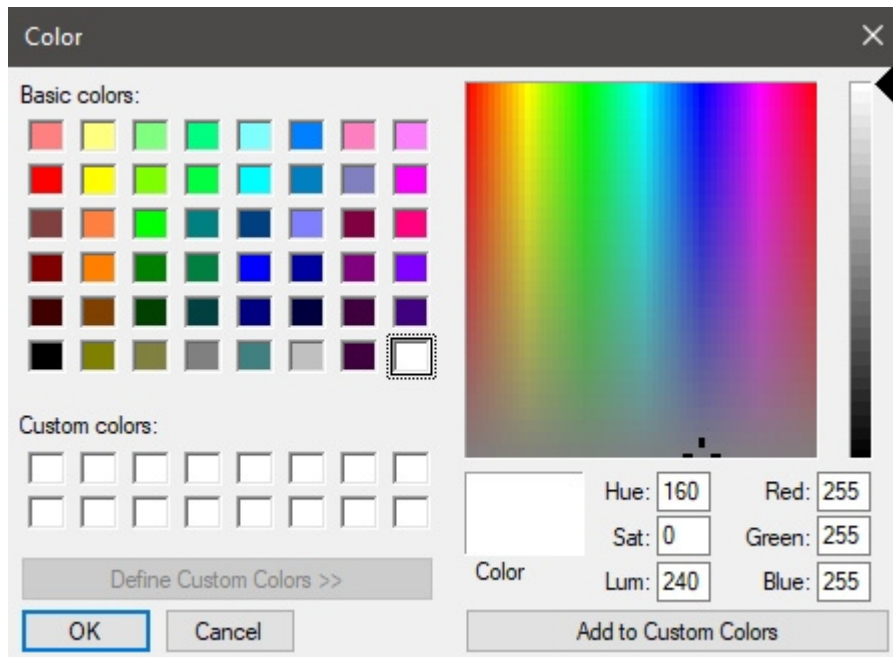 Color
Basic colors:
Custom colors:
Define Custom Colors >>
OK Cancel
Color
Hue: 160 Red: 255
Sat: 0 Green: 255
Lum: 240 Blue: 255
Add to Custom Colors